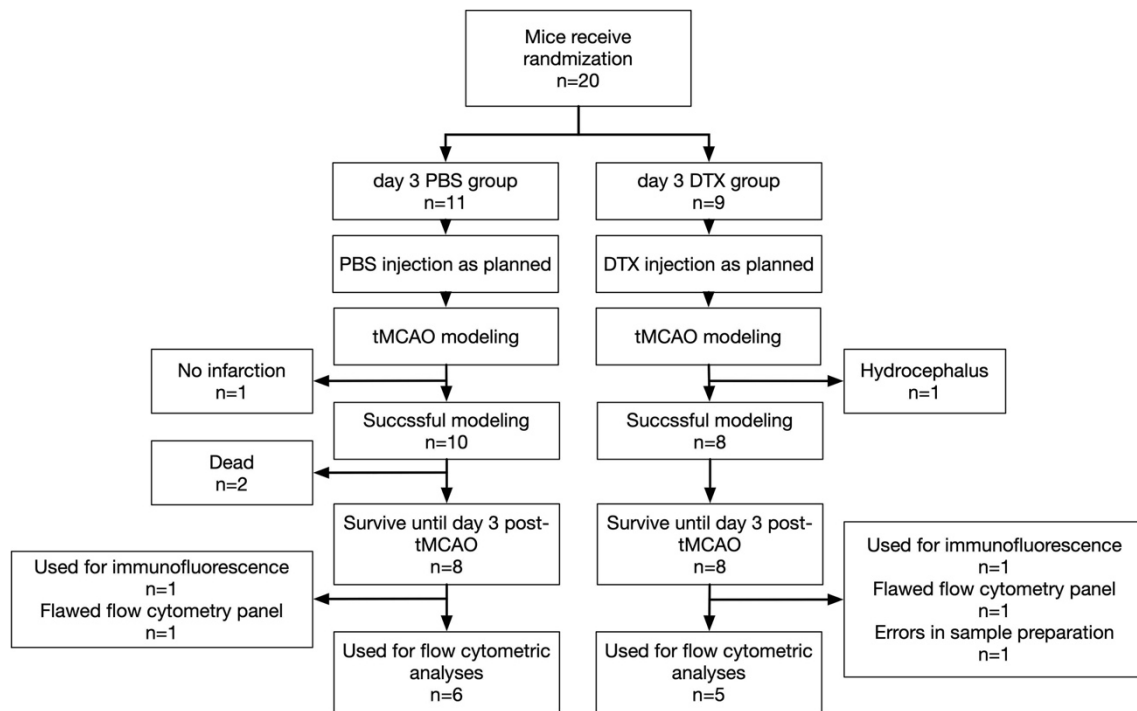 Mice receive
randmization
n=20
day 3 PBS group
n=11
day 3 DTX group
n=9
PBS injection as planned
DTX injection as planned
tMCAO modeling
tMCAO modeling
No infarction
n=1
Hydrocephalus
n=1
Succssful modeling
n=10
Succssful modeling
n=8
Dead
n=2
Survive until day 3 post-
tMCAO
n=8
Survive until day 3 post-
tMCAO
n=8
Used for immunofluorescence
n=1
Flawed flow cytometry panel
n=1
Used for immunofluorescence
n=1
Flawed flow cytometry panel
n=1
Errors in sample preparation
n=1
Used for flow cytometric
analyses
n=6
Used for flow cytometric
analyses
n=5